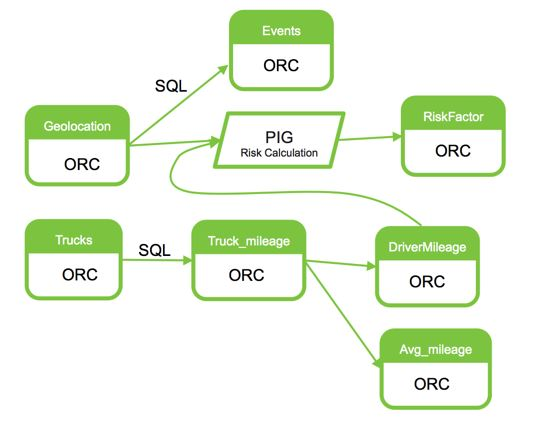 Events
ORC
SQL
Geolocation
ORC
PIG
Risk Calculation
RiskFactor
ORC
Trucks
ORC
SQL
Truck_mileage
ORC
DriverMileage
ORC
Avg_mileage
ORC